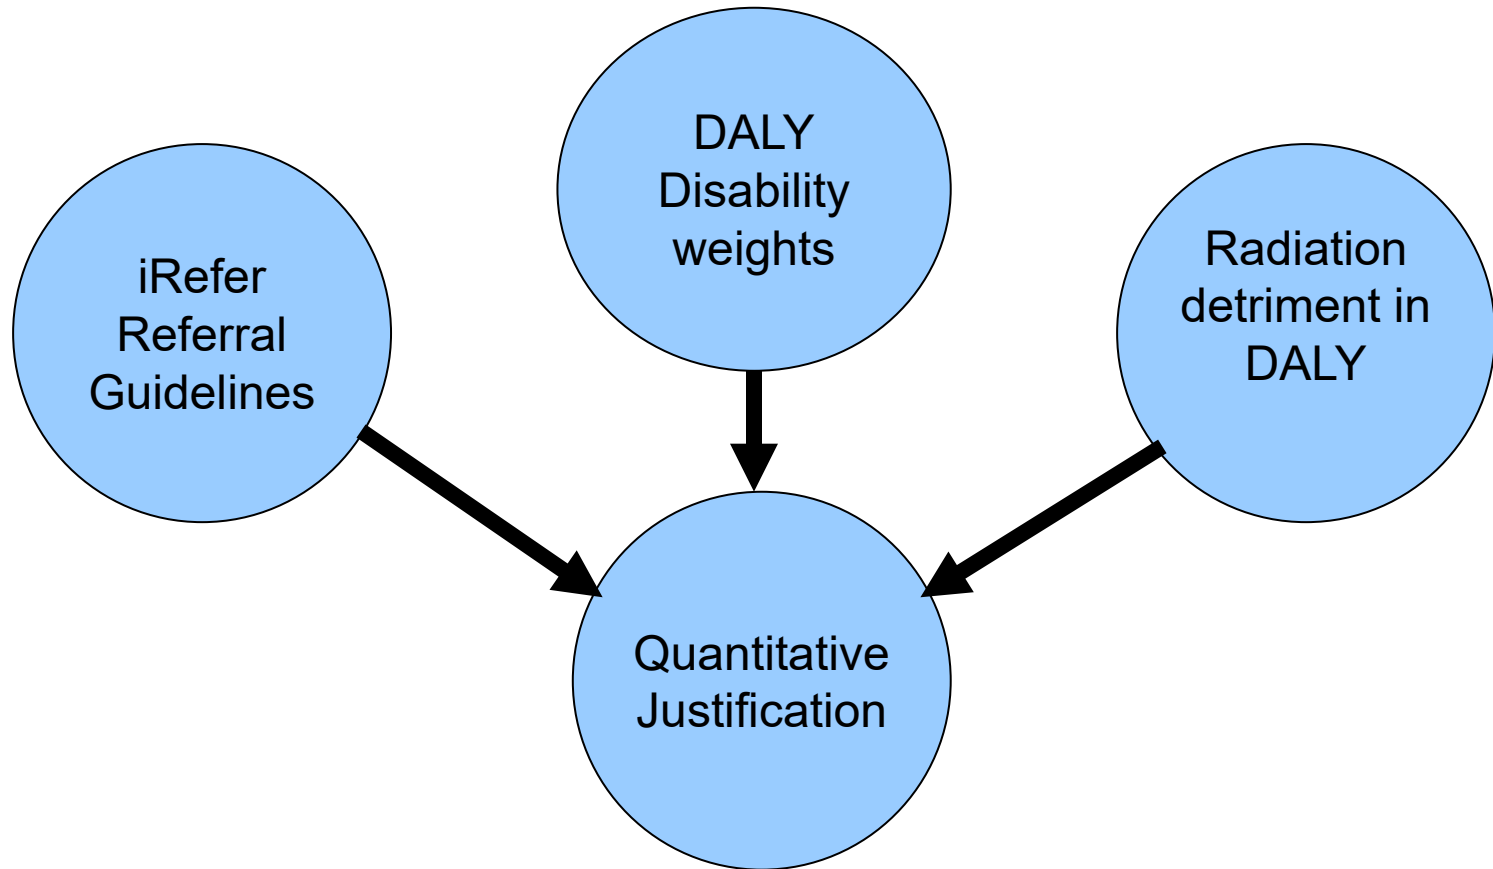 iRefer
Referral
Guidelines
DALY
Disability
weights
Radiation
detriment in
DALY
Quantitative
Justification